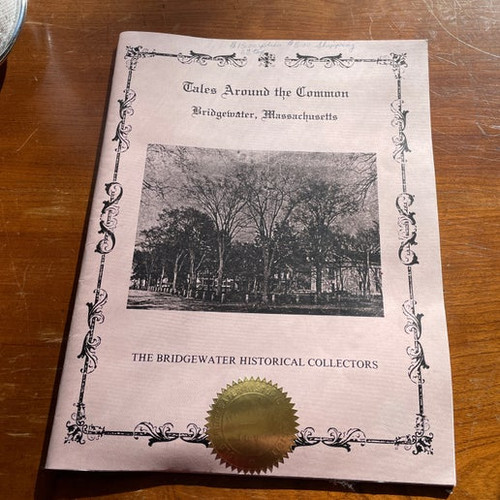 Tales Around the Common
Bridgewater, Massachusetts
THE BRIDGEWATER HISTORICAL COLLECTORS